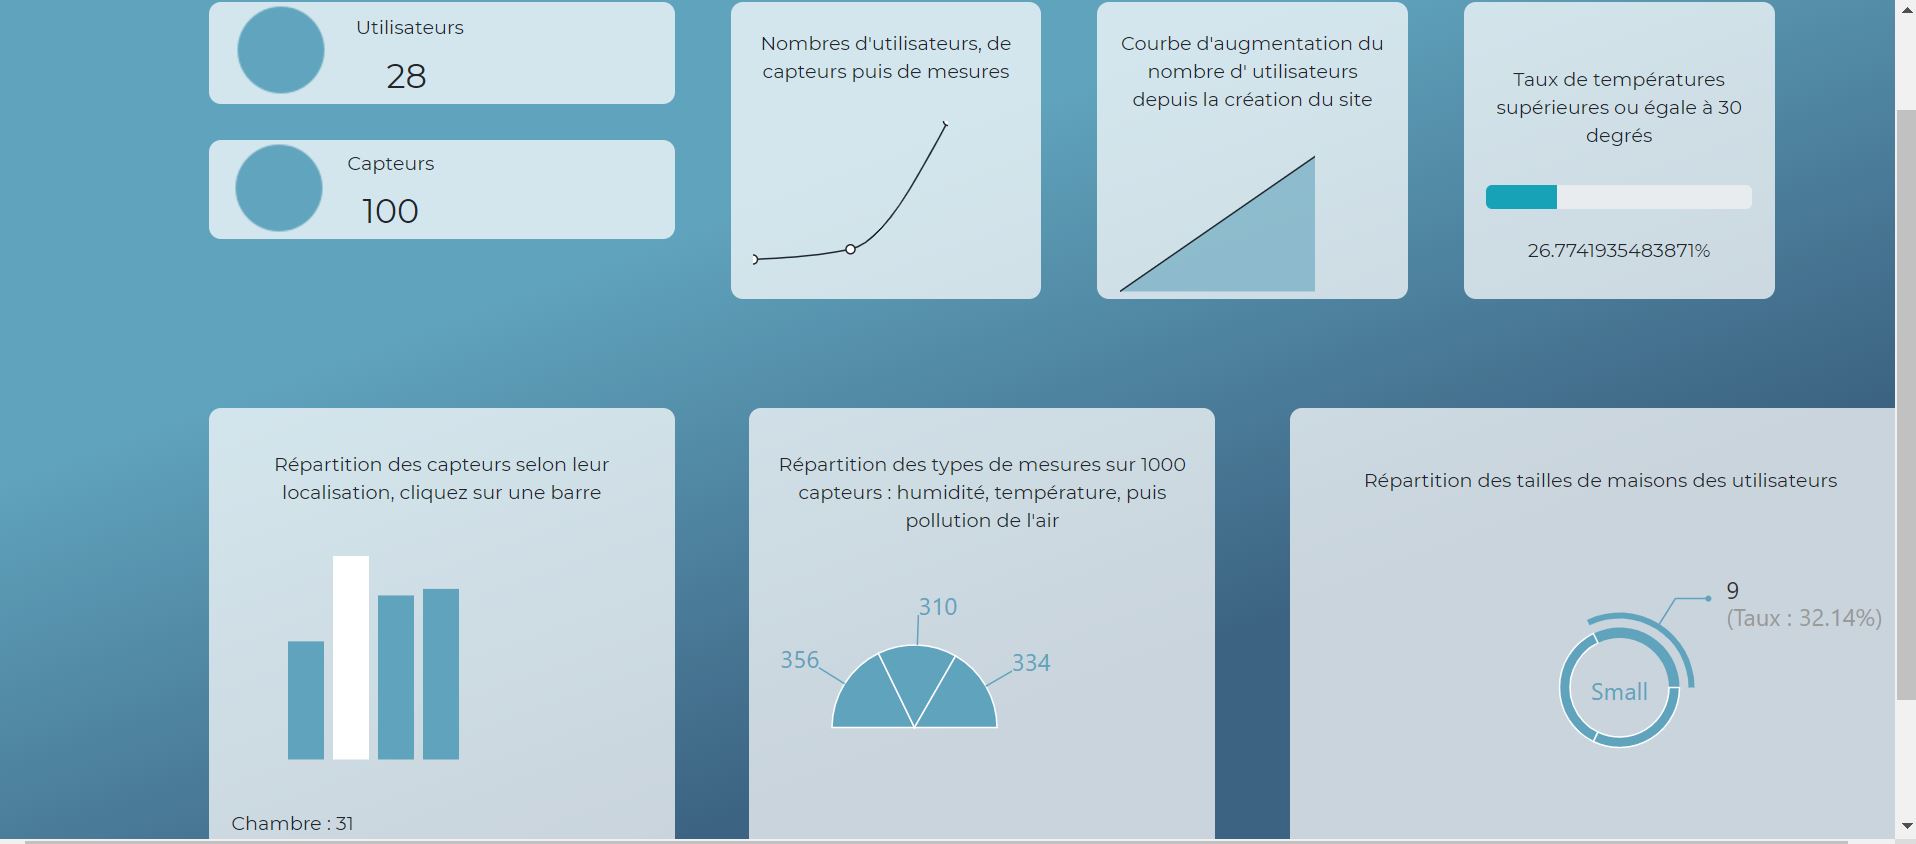 Utilisateurs
28
Capteurs
100
Nombres d'utilisateurs, de
capteurs puis de mesures
Courbe d'augmentation du
nombre d' utilisateurs
depuis la création du site
Taux de températures
supérieures ou égale à 30
degrés
26.7741935483871%
Répartition des capteurs selon leur
localisation, cliquez sur une barre
Chambre : 31
Répartition des types de mesures sur 1000
capteurs : humidité, température, puis
pollution de l'air
310
356
334
Répartition des tailles de maisons des utilisateurs
9
(Taux : 32.14%)
Small